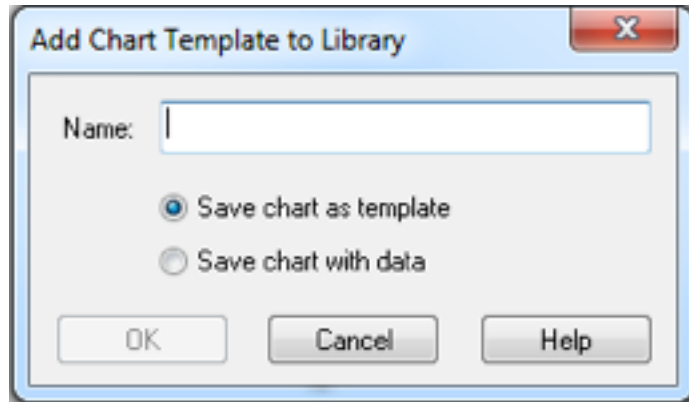 Add Chart Template to Library
Name:
Save chart as template
Save chart with data
OK Cancel Help